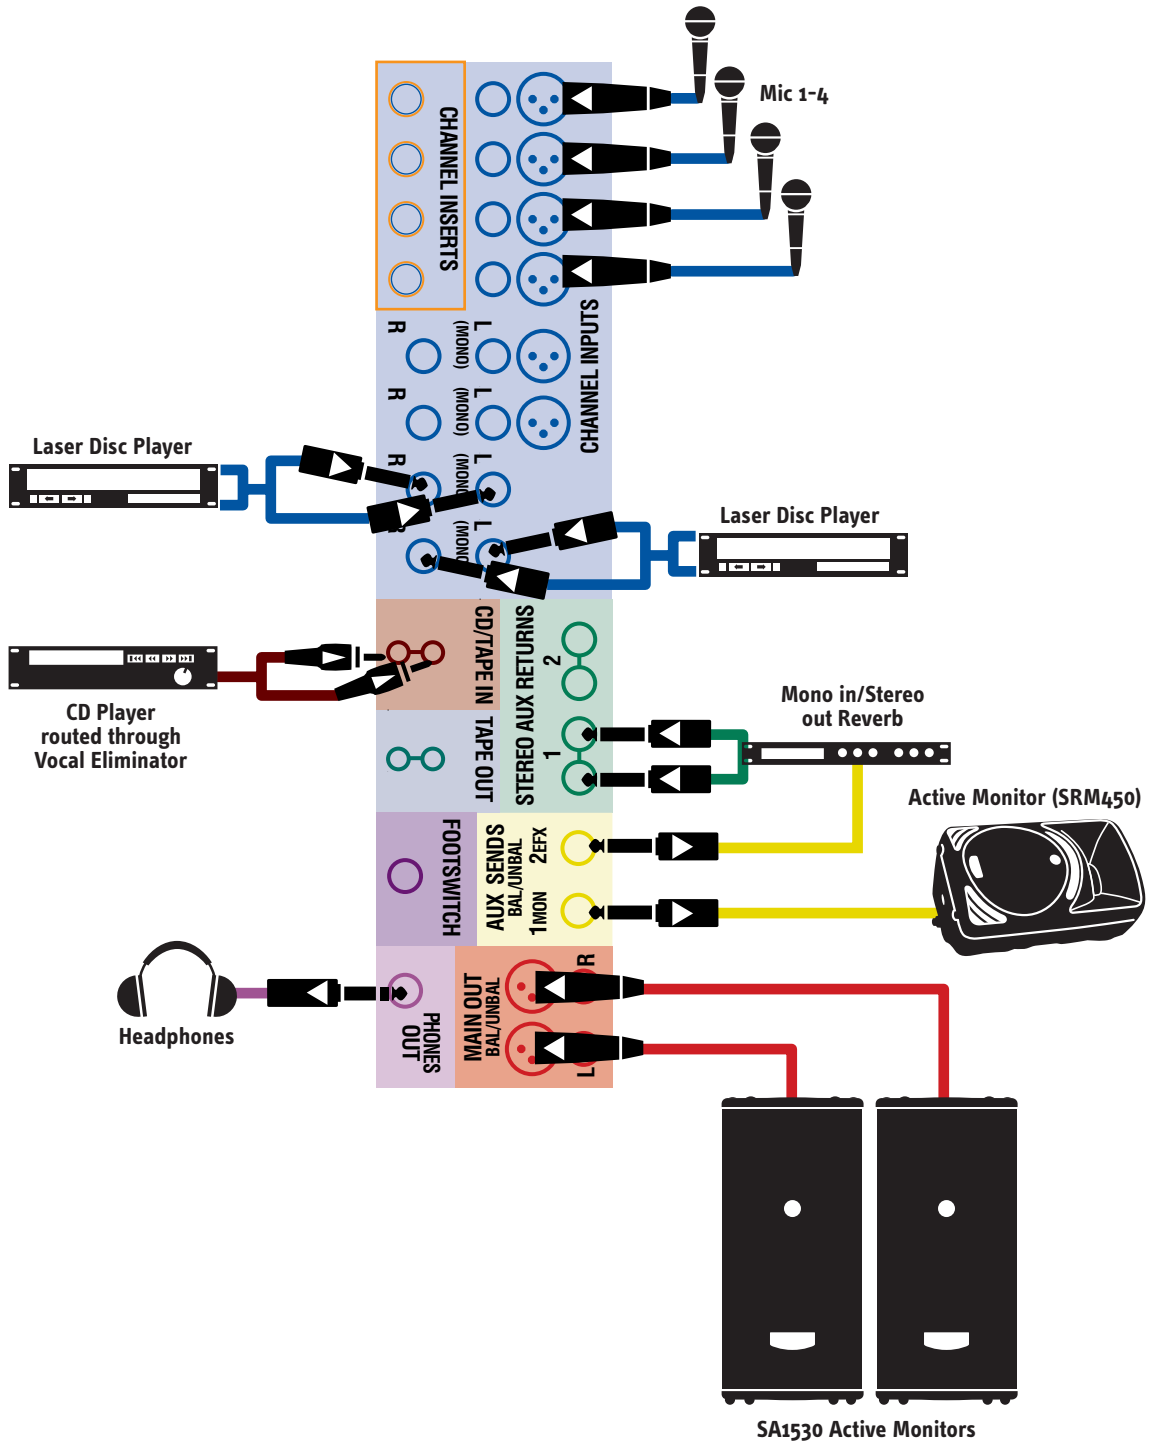 Mic 1-4
CHANNEL INSERTS
CHANNEL INPUTS
R
L
(MONO)
R
L
(MONO)
R
L
(MONO)
L
(MONO)
Laser Disc Player
Laser Disc Player
CD/TAPE IN
STEREO AUX RETURNS
2
1
CD Player
routed through
Vocal Eliminator
TAPE OUT
Mono in/Stereo
out Reverb
Active Monitor (SRM450)
FOOTSWITCH
AUX SENDS
BAL/UNBAL
2EFX
1MON
Headphones
PHONES
OUT
MAIN OUT
BAL/UNBAL
R
L
SA1530 Active Monitors